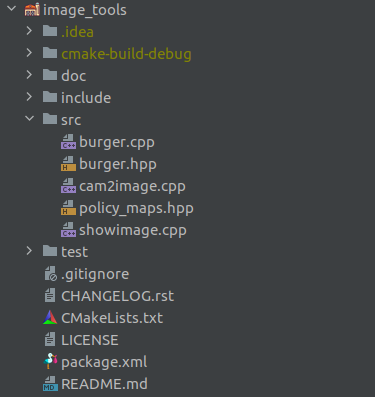 image_tools
.idea
cmake-build-debug
doc
include
src
burger.cpp
burger.hpp
cam2image.cpp
policy_maps.hpp
showimage.cpp
test
.gitignore
CHANGELOG.rst
CMakeLists.txt
LICENSE
package.xml
README.md